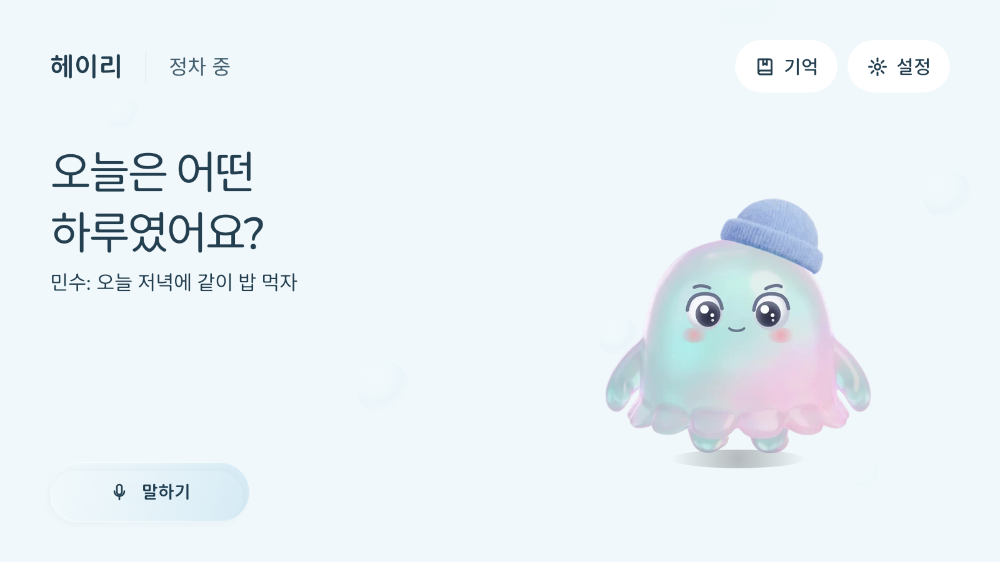 헤이리
정차 중
기억
설정
오늘은 어떤
하루였어요?
민수: 오늘 저녁에 같이 밥 먹자
말하기